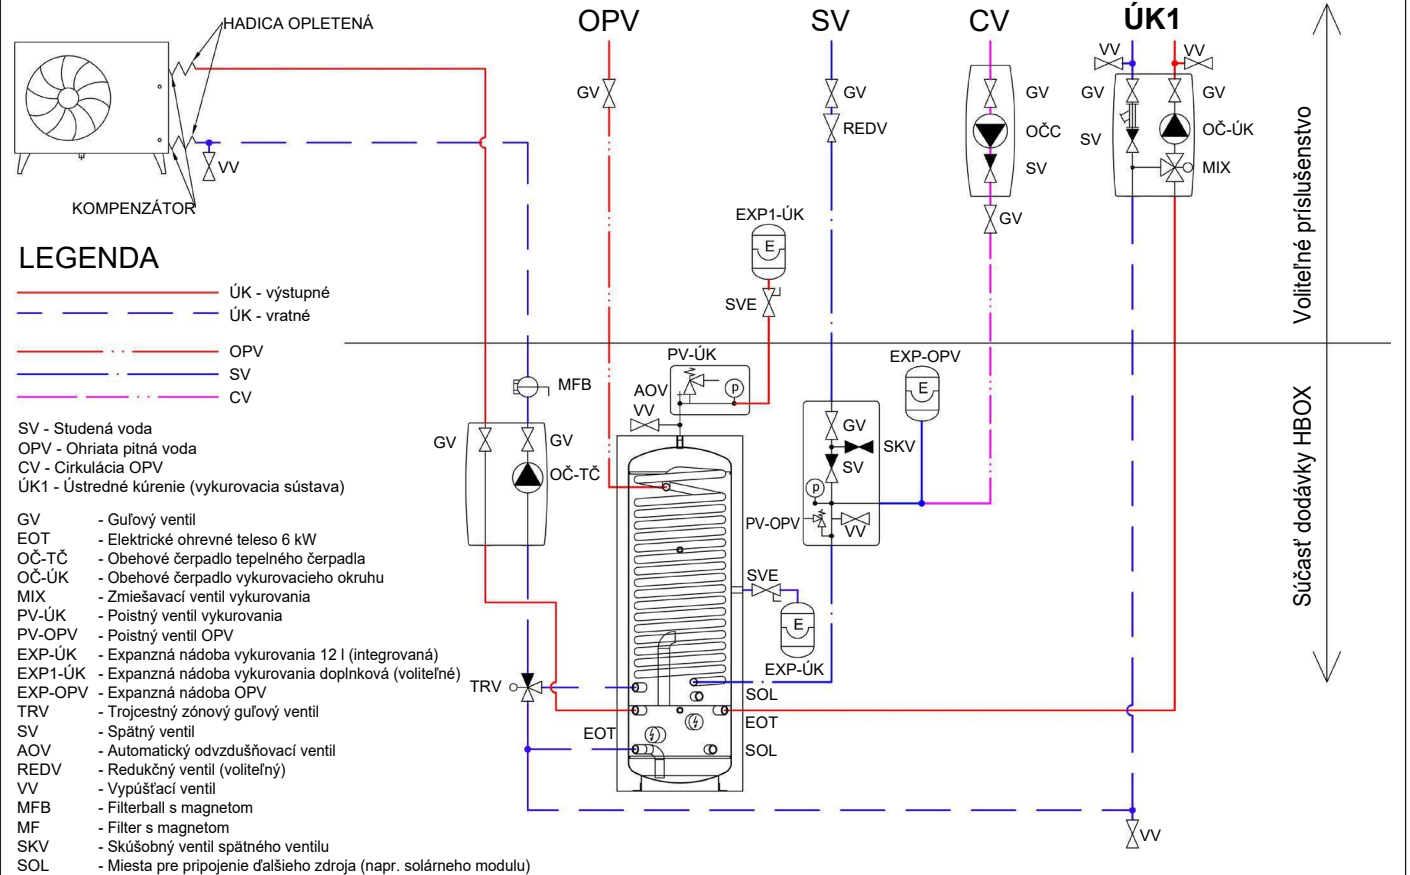 HADICA OPLETENÁ
OPV
SV
CV
ÚK1
VV
VV
GV
GV
REDV
GV
OČC
SV
GV
GV
SV
GV
OČ-ÚK
MIX
VV
KOMPENZÁTOR
Voliteľné príslušenstvo
EXP1-ÚK
E
SVE
LEGENDA
ÚK - výstupné
ÚK - vratné
OPV
SV
CV
PV-ÚK
P
AOV
VV
EXP-OPV
E
MFB
GV
GV
OČ-TČ
GV
SKV
SV
P
PV-OPV
VV
Súčasť dodávky HBOX
SV - Studená voda
OPV - Ohriata pitná voda
CV - Cirkulácia OPV
ÚK1 - Ústredné kúrenie (vykurovacia sústava)
GV - Guľový ventil
EOT - Elektrické ohrevné teleso 6 kW
OČ-TČ - Obehové čerpadlo tepelného čerpadla
OČ-ÚK - Obehové čerpadlo vykurovacieho okruhu
MIX - Zmiešavací ventil vykurovania
PV-ÚK - Poistný ventil vykurovania
PV-OPV - Poistný ventil OPV
EXP-ÚK - Expanzná nádoba vykurovania 12 l (integrovaná)
EXP1-ÚK - Expanzná nádoba vykurovania doplnková (voliteľné)
EXP-OPV - Expanzná nádoba OPV
TRV - Trojcestný zónový guľový ventil
SV - Spätný ventil
AOV - Automatický odvzdušňovací ventil
REDV - Redukčný ventil (voliteľný)
VV - Vypúšťací ventil
MFB - Filterball s magnetom
MF - Filter s magnetom
SKV - Skúšobný ventil spätného ventilu
SOL - Miesta pre pripojenie ďalšieho zdroja (napr. solárneho modulu)
SVE
E
EXP-ÚK
TRV
SOL
EOT
EOT
SOL
VV